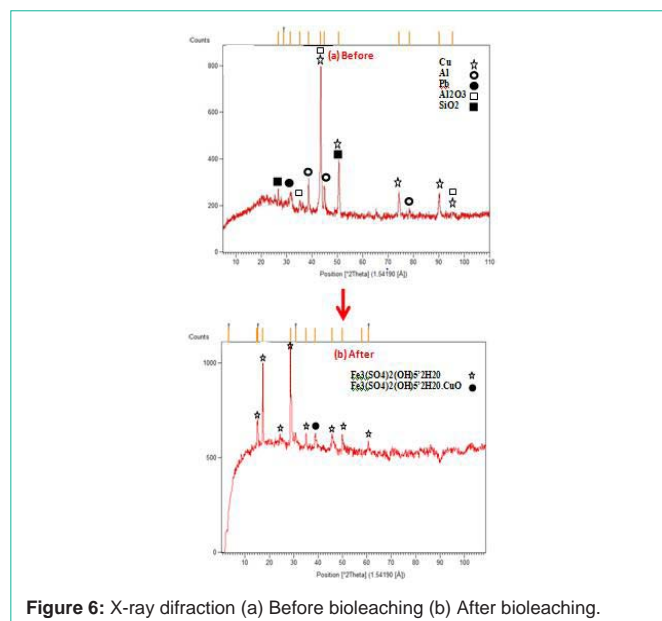 Counts
(a) Before
Cu
Al
Pb
Al2O3
SiO2
800
600
400
200
0
10 20 30 40 50 60 70 80 90 100 110
Position [°2Theta] (1.54190 [Å])
Counts
(b) After
Fe3(SO4)2(OH)5*2H20
Fe3(SO4)2(OH)5*2H20.CuO
1000
500
0
10 20 30 40 50 60 70 80 90 100
Position [°2Theta] (1.54190 [Å])
Figure 6: X-ray difraction (a) Before bioleaching (b) After bioleaching.